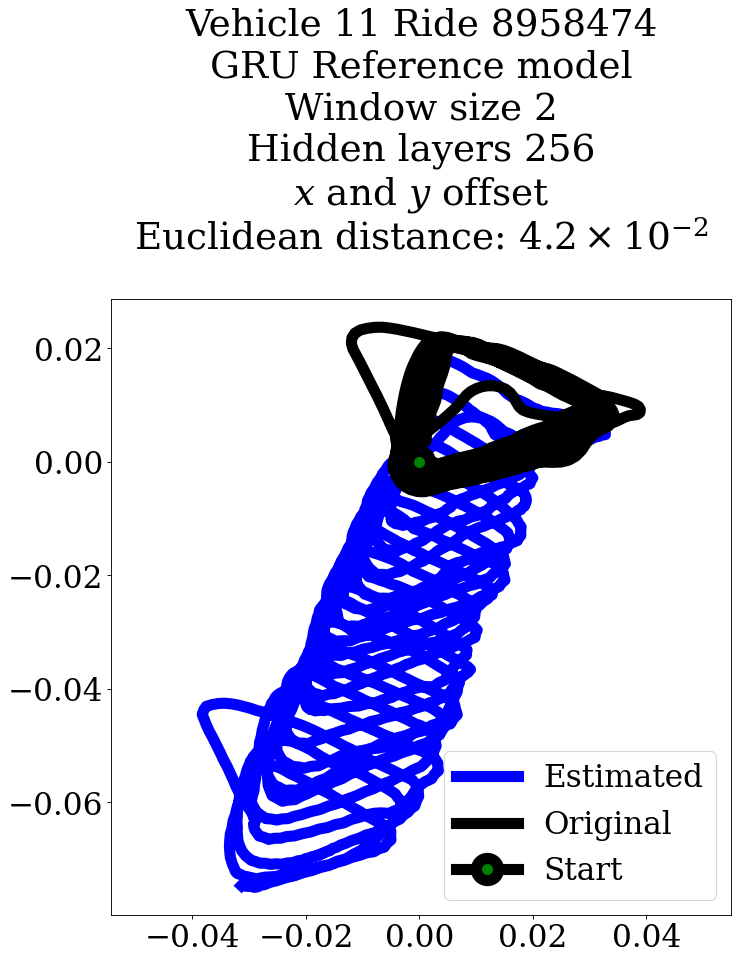 Vehicle 11 Ride 8958474
GRU Reference model
Window size 2
Hidden layers 256
x and y offset
Euclidean distance: 4.2 × 10⁻²
0.02
0.00
−0.02
−0.04
−0.06
Estimated
Original
Start
−0.04 −0.02 0.00 0.02 0.04